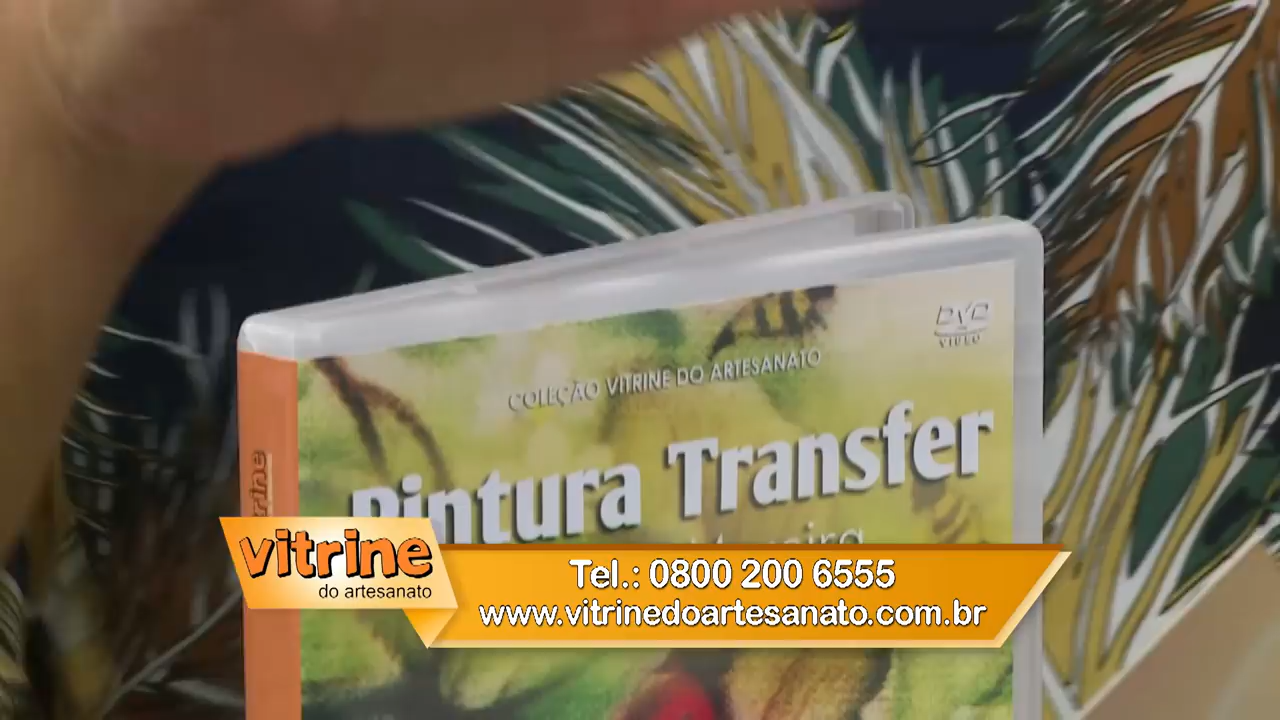 DVD
VIDEO
COLEÇÃO VITRINE DO ARTESANATO
Pintura Transfer
vitrine
do artesanato
Tel.: 0800 200 6555
www.vitrinedoartesanato.com.br